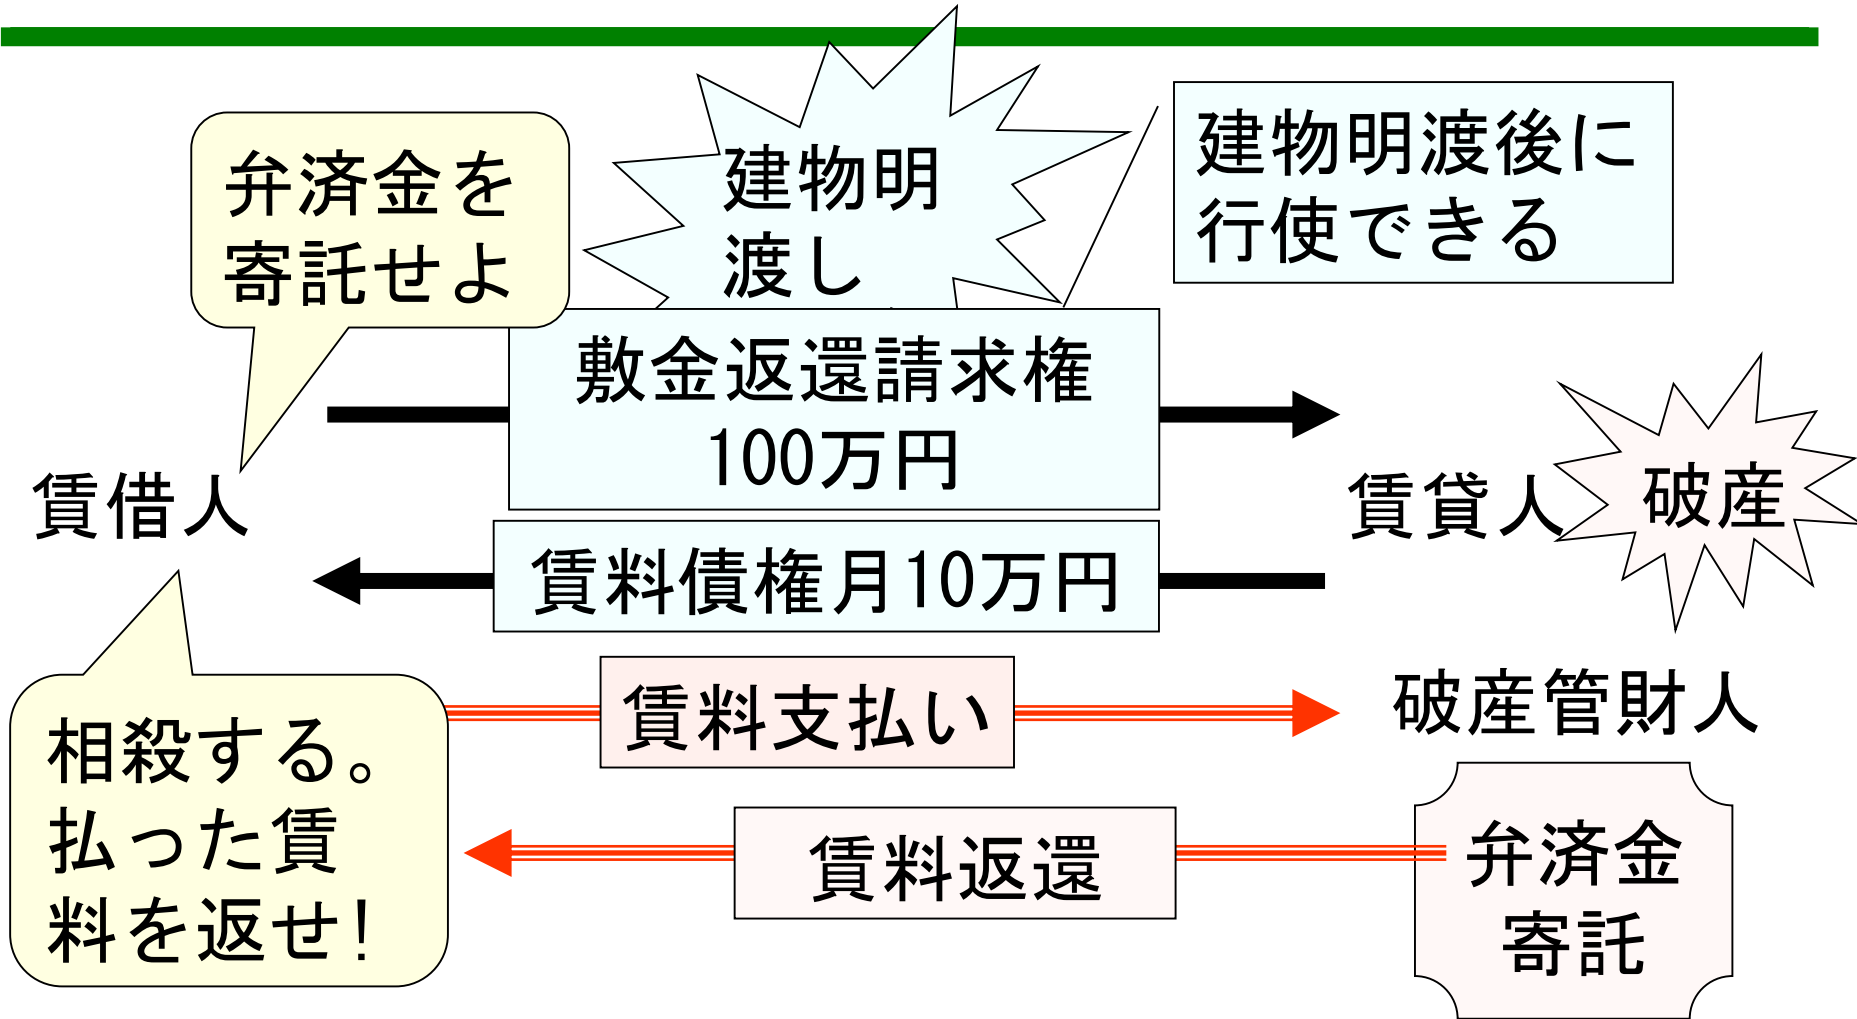 弁済金を
寄託せよ
建物明
渡し
建物明渡後に
行使できる
敷金返還請求権
100万円
賃借人
賃貸人
破産
賃料債権月10万円
賃料支払い
破産管財人
相殺する。
払った賃
料を返せ!
賃料返還
弁済金
寄託